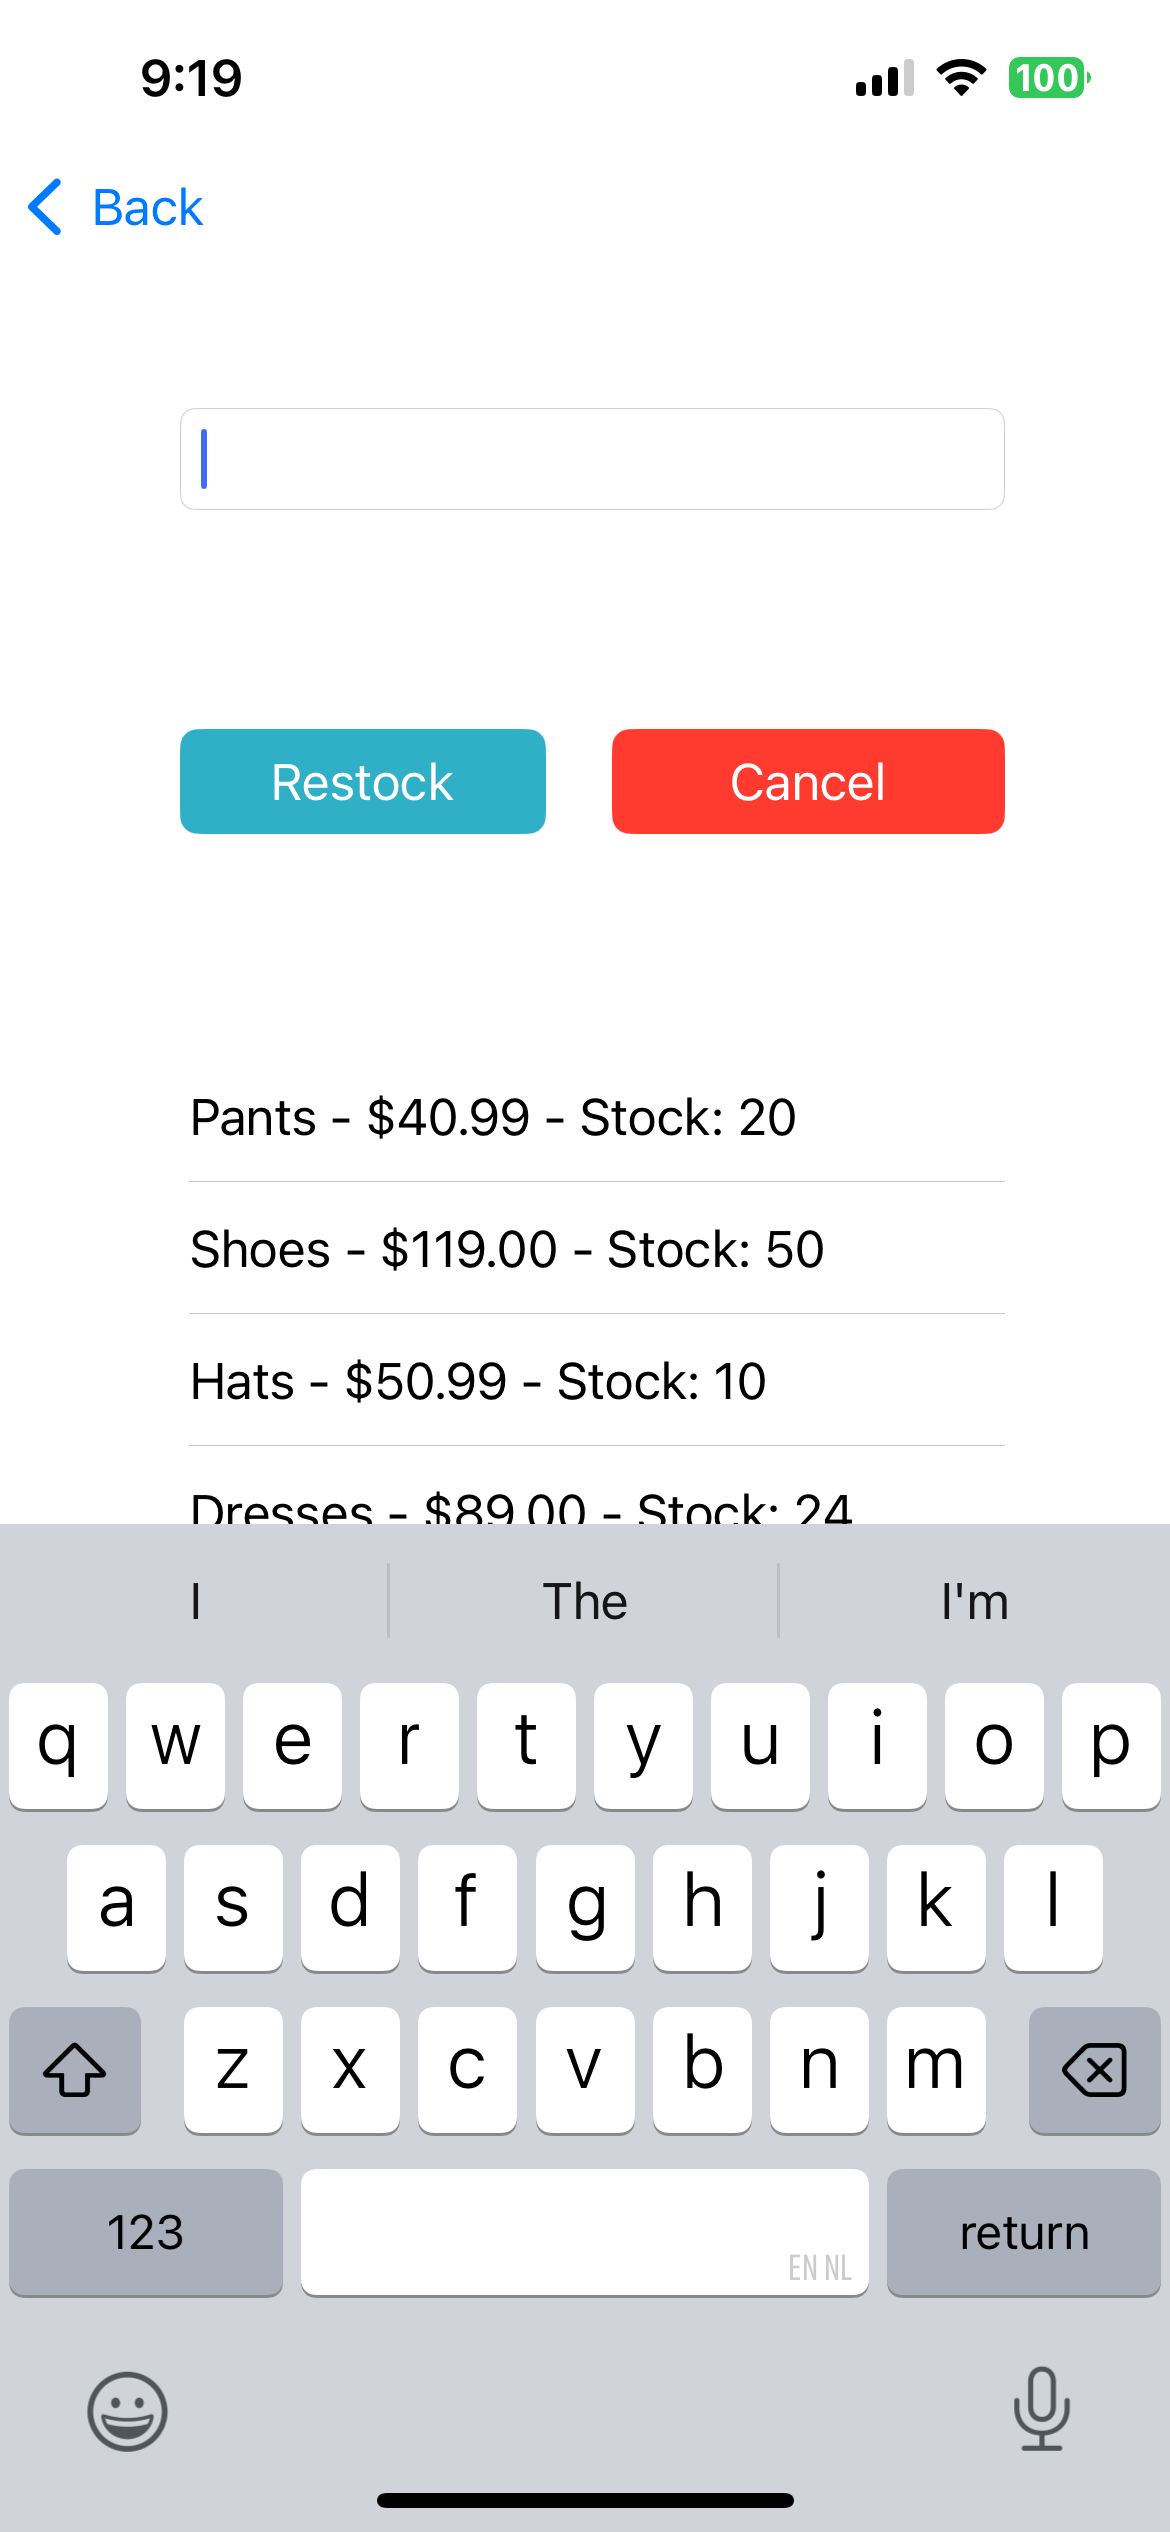 9:19
100
Back
Restock Cancel
Pants - $40.99 - Stock: 20
Shoes - $119.00 - Stock: 50
Hats - $50.99 - Stock: 10
Dresses - $89.00 - Stock: 24
I The I'm
q w e r t y u i o p
a s d f g h j k l
z x c v b n m
123 EN NL return